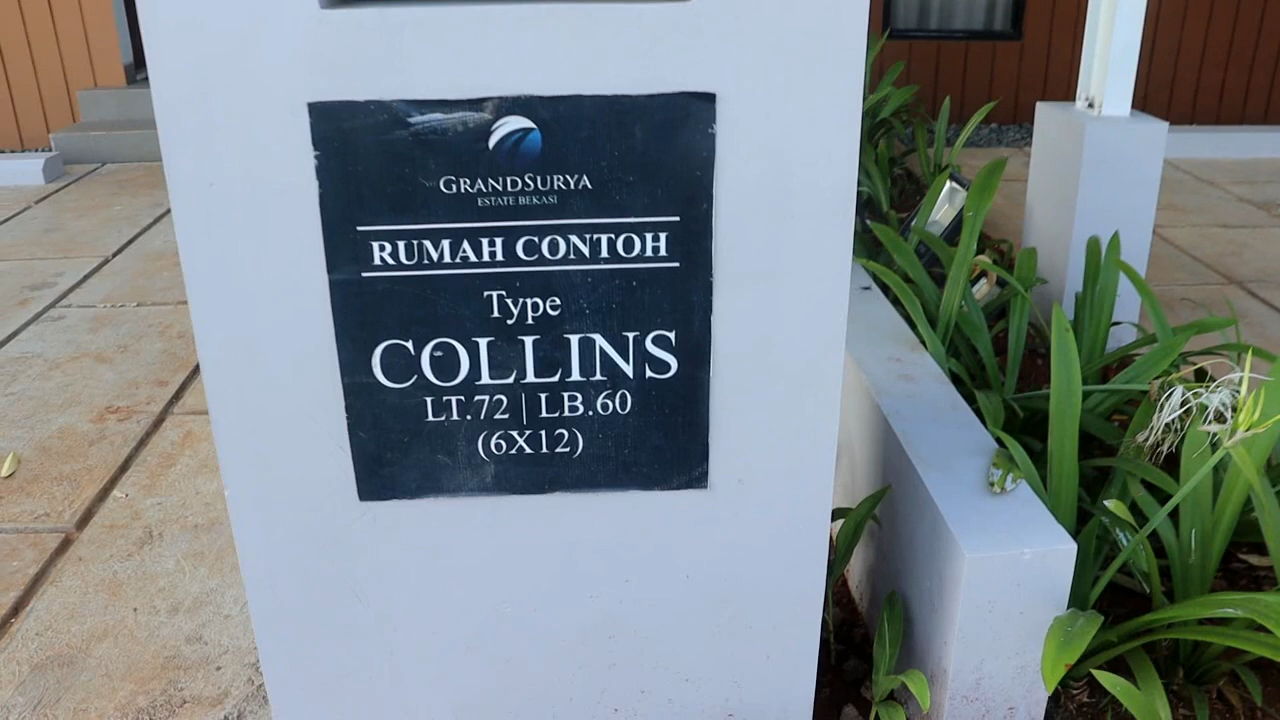 GRANDSURYA
ESTATE BEKASI
RUMAH CONTOH
Type
COLLINS
LT.72 | LB.60
(6X12)